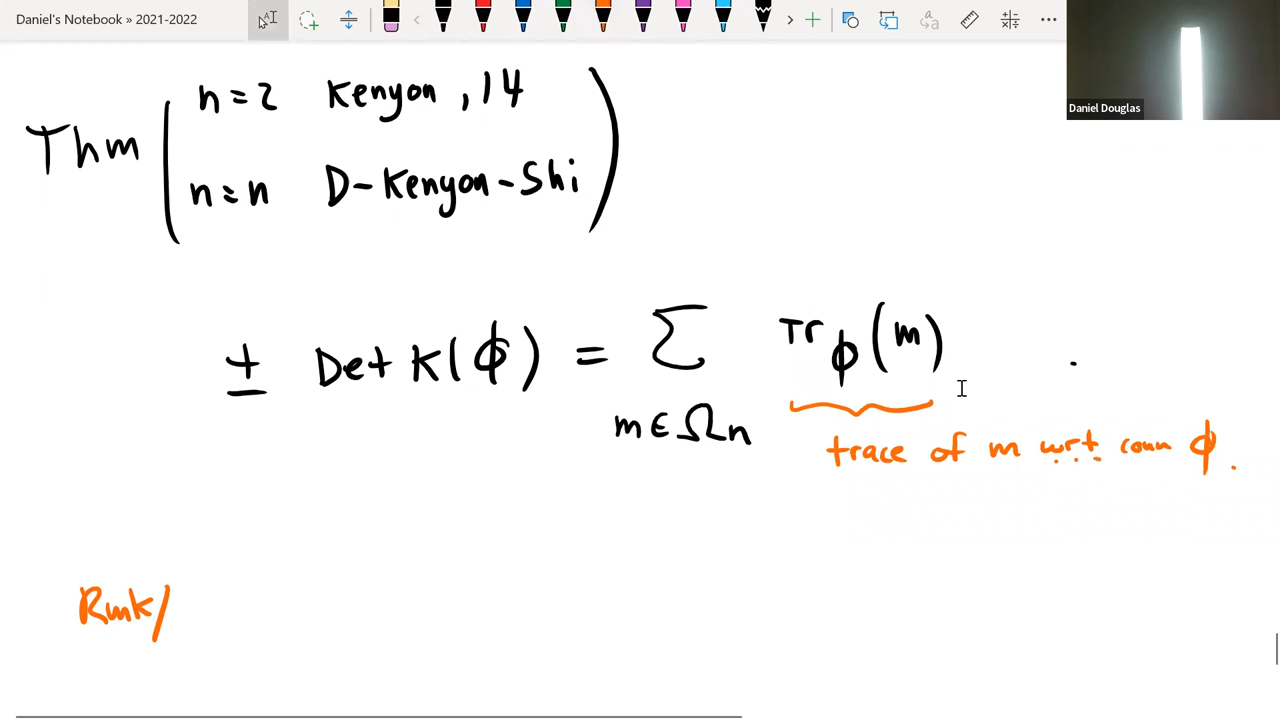 Daniel's Notebook » 2021-2022
Daniel Douglas
Thm ( n=2 Kenyon, 14
n=n D-Kenyon-Shi )
± Det K(ϕ) = Σ Tr ϕ (m) .
m ∈ Ωn
trace of m wrt conn ϕ.
Rmk/